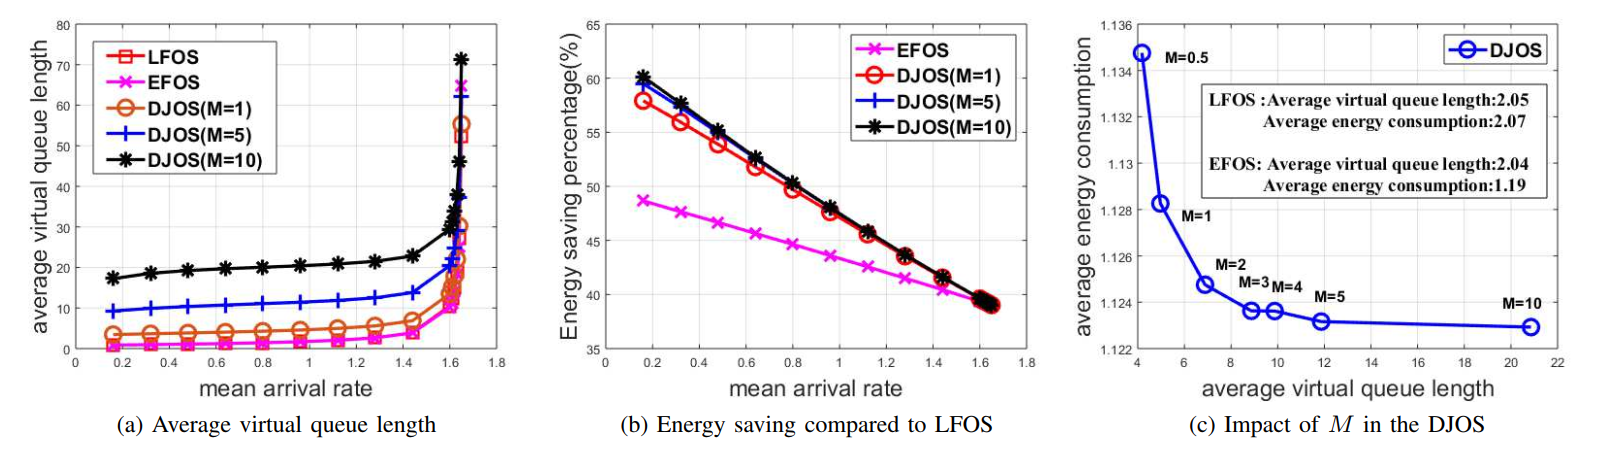 average virtual queue length
80
70
60
50
40
30
20
10
0
0
0.2
0.4
0.6
0.8
1
1.2
1.4
1.6
1.8
mean arrival rate
LFOS
EFOS
DJOS(M=1)
DJOS(M=5)
DJOS(M=10)
(a) Average virtual queue length
Energy saving percentage(%)
65
60
55
50
45
40
35
0
0.2
0.4
0.6
0.8
1
1.2
1.4
1.6
1.8
mean arrival rate
EFOS
DJOS(M=1)
DJOS(M=5)
DJOS(M=10)
(b) Energy saving compared to LFOS
average energy consumption
1.136
1.134
1.132
1.13
1.128
1.126
1.124
1.122
4
6
8
10
12
14
16
18
20
22
average virtual queue length
DJOS
LFOS :Average virtual queue length:2.05
Average energy consumption:2.07
EFOS: Average virtual queue length:2.04
Average energy consumption:1.19
M=0.5
M=1
M=2
M=3
M=4
M=5
M=10
(c) Impact of M in the DJOS